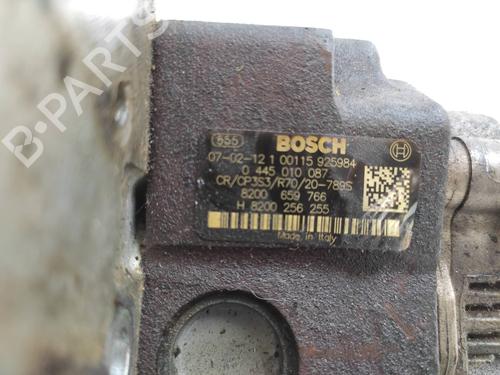 555 BOSCH
07-02-12 1 00115 925984
0 445 010 087
CR/CP3S3/R70/20-789S
8200 659 766
H 8200 256 255
Made in Italy
B-PARTS